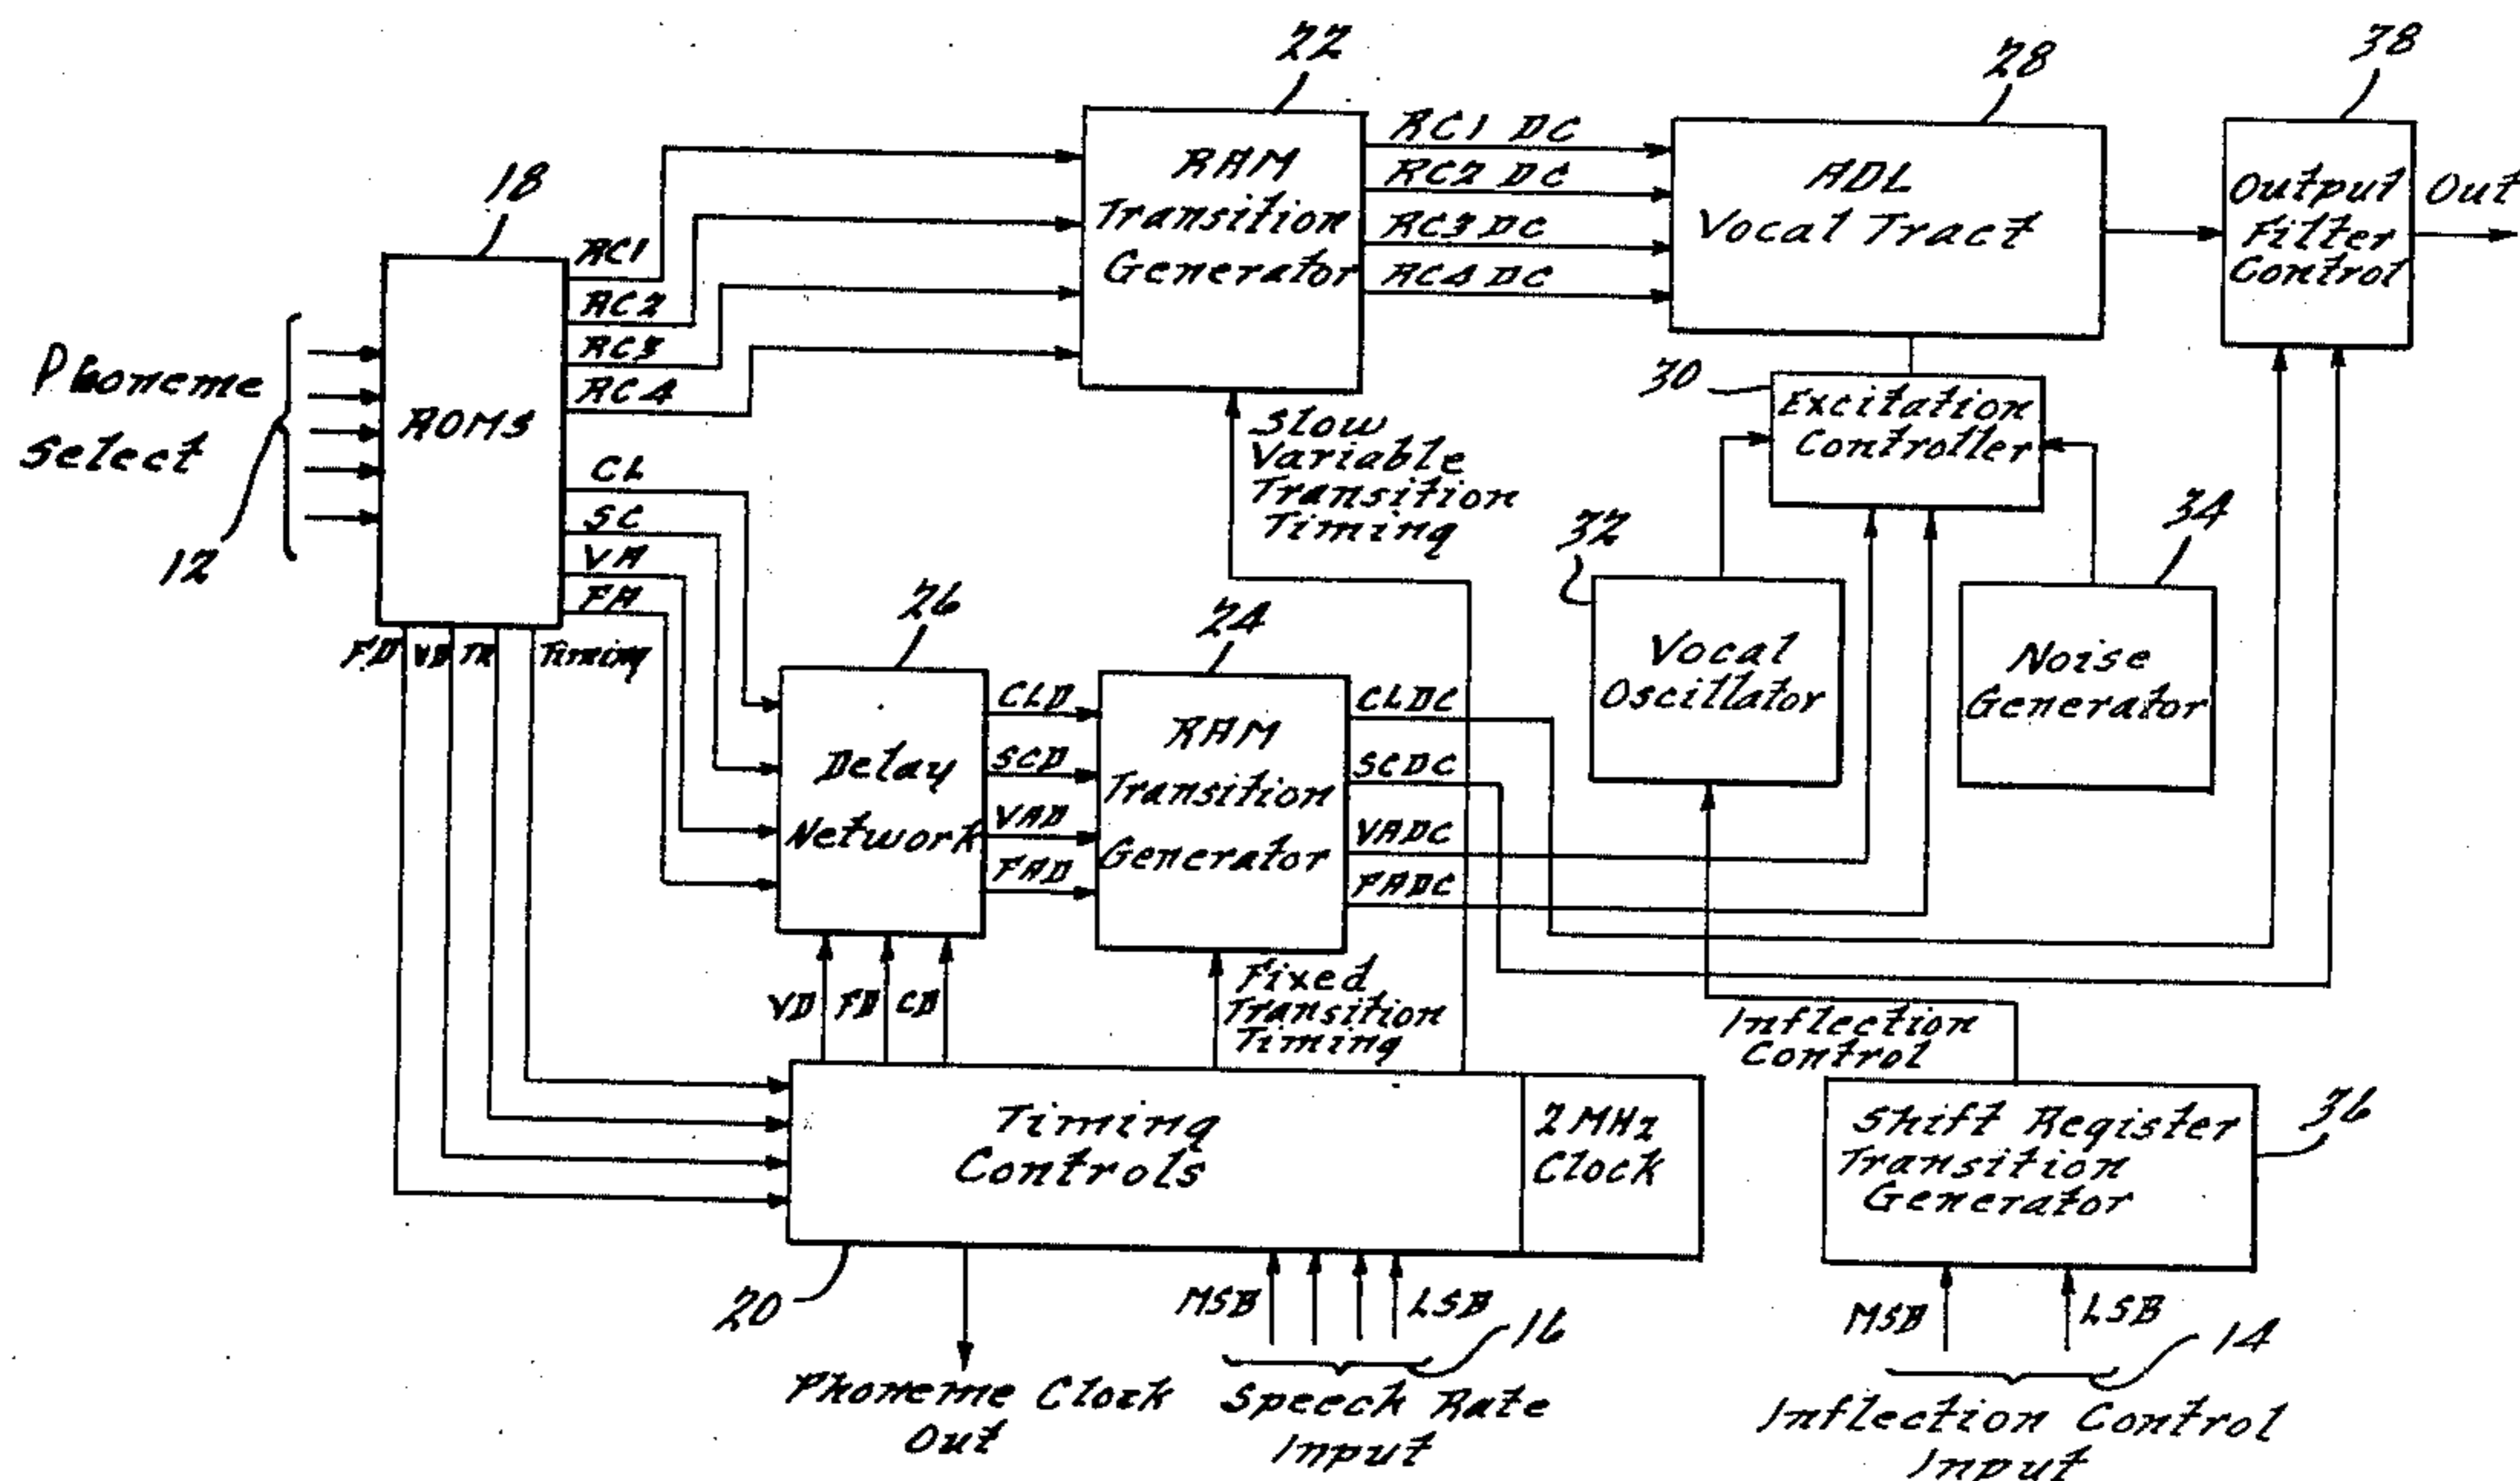 22
28
38
18
RC1
RC2
RC3
RC4
Phoneme
Select
12
ROMS
RAM
Transition
Generator
RC1 DC
RC2 DC
RC3 DC
RC4 DC
ADL
Vocal Tract
Output
Filter
Control
Out
30
Excitation
Controller
Slow
Variable
Transition
Timing
CL
SC
VA
FA
FD
VD
TR
Timing
26
24
32
34
Delay
Network
CLD
SCD
VAD
FAD
RAM
Transition
Generator
CLDC
SCDC
VADC
FADC
Vocal
Oscillator
Noise
Generator
VD
FD
CD
Fixed
Transition
Timing
Inflection
Control
Timing
Controls
2 MHz
Clock
Shift Register
Transition
Generator
36
20
MSB
LSB
16
MSB
LSB
14
Phoneme Clock
Out
Speech Rate
Input
Inflection Control
Input